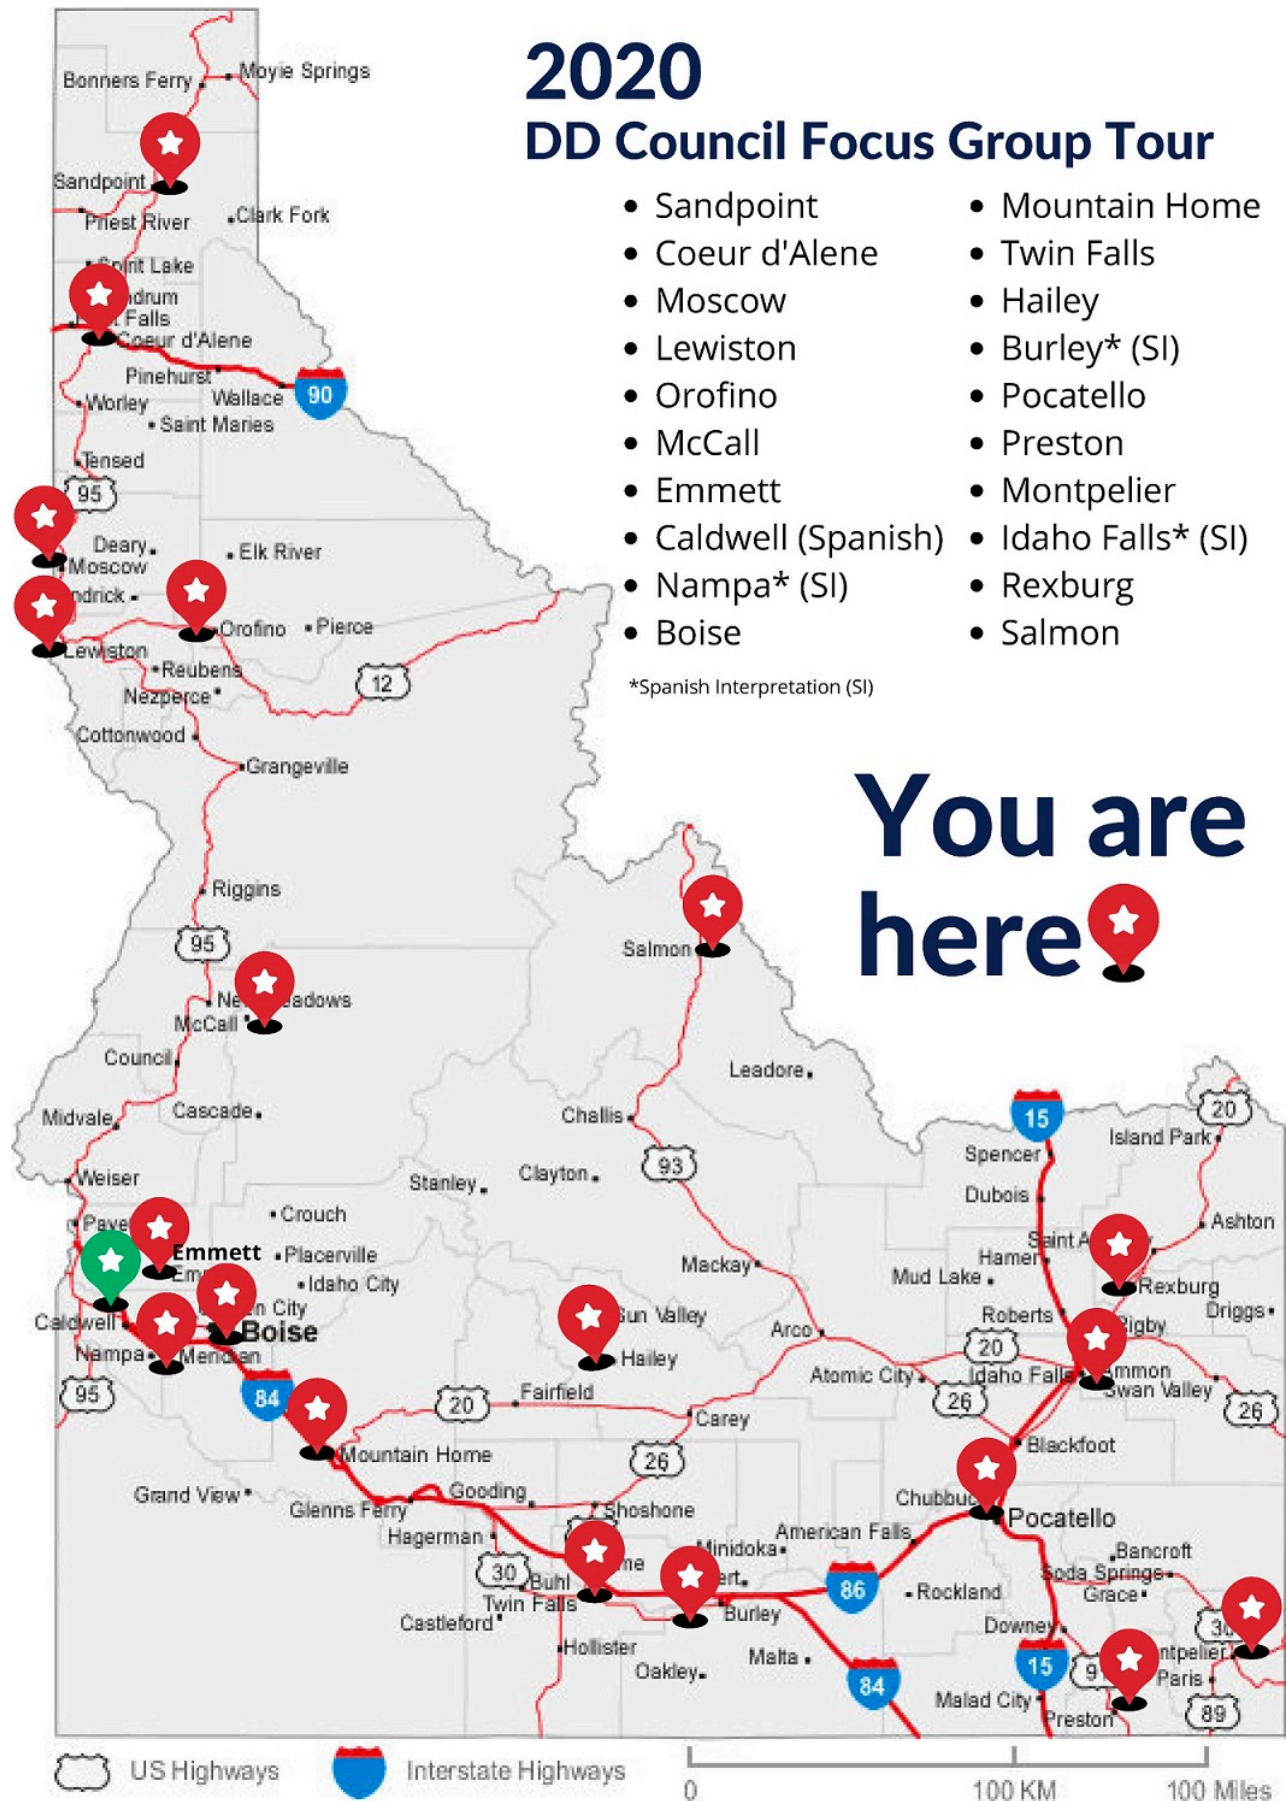 2020
DD Council Focus Group Tour
• Sandpoint
• Coeur d'Alene
• Moscow
• Lewiston
• Orofino
• McCall
• Emmett
• Caldwell (Spanish)
• Nampa* (SI)
• Boise
• Mountain Home
• Twin Falls
• Hailey
• Burley* (SI)
• Pocatello
• Preston
• Montpelier
• Idaho Falls* (SI)
• Rexburg
• Salmon
*Spanish Interpretation (SI)
You are
here
Bonners Ferry
Moyie Springs
Sandpoint
Priest River
Clark Fork
Spirit Lake
Falls
Coeur d'Alene
Pinehurst
Wallace
90
Worley
Saint Maries
Tensed
95
Deary
Elk River
Moscow
Orofino
Pierce
Lewiston
Reubens
12
Nezperce
Cottonwood
Grangeville
Riggins
95
Salmon
McCall
Council
Leadore
Midvale
Cascade
Challis
15
20
Island Park
Spencer
93
Weiser
Stanley
Clayton
Dubois
Crouch
Ashton
Emmett
Placerville
Hamer
Mackay
Mud Lake
Idaho City
Rexburg
Caldwell
City
Boise
Sun Valley
Arco
Roberts
Rigby
Driggs
Nampa
Meridian
Hailey
20
Atomic City
Idaho Falls
Ammon
Swan Valley
95
84
20
Fairfield
26
26
Carey
Mountain Home
26
Blackfoot
Grand View
Glenns Ferry
Gooding
Shoshone
Chubbuck
Pocatello
Hagerman
American Falls
Minidoka
Bancroft
30
Buhl
86
Soda Springs
Twin Falls
Rockland
Grace
Castleford
Burley
Downey
30
Hollister
Malta
Oakley
15
Paris
84
Malad City
Preston
89
US Highways
Interstate Highways
0
100 KM
100 Miles